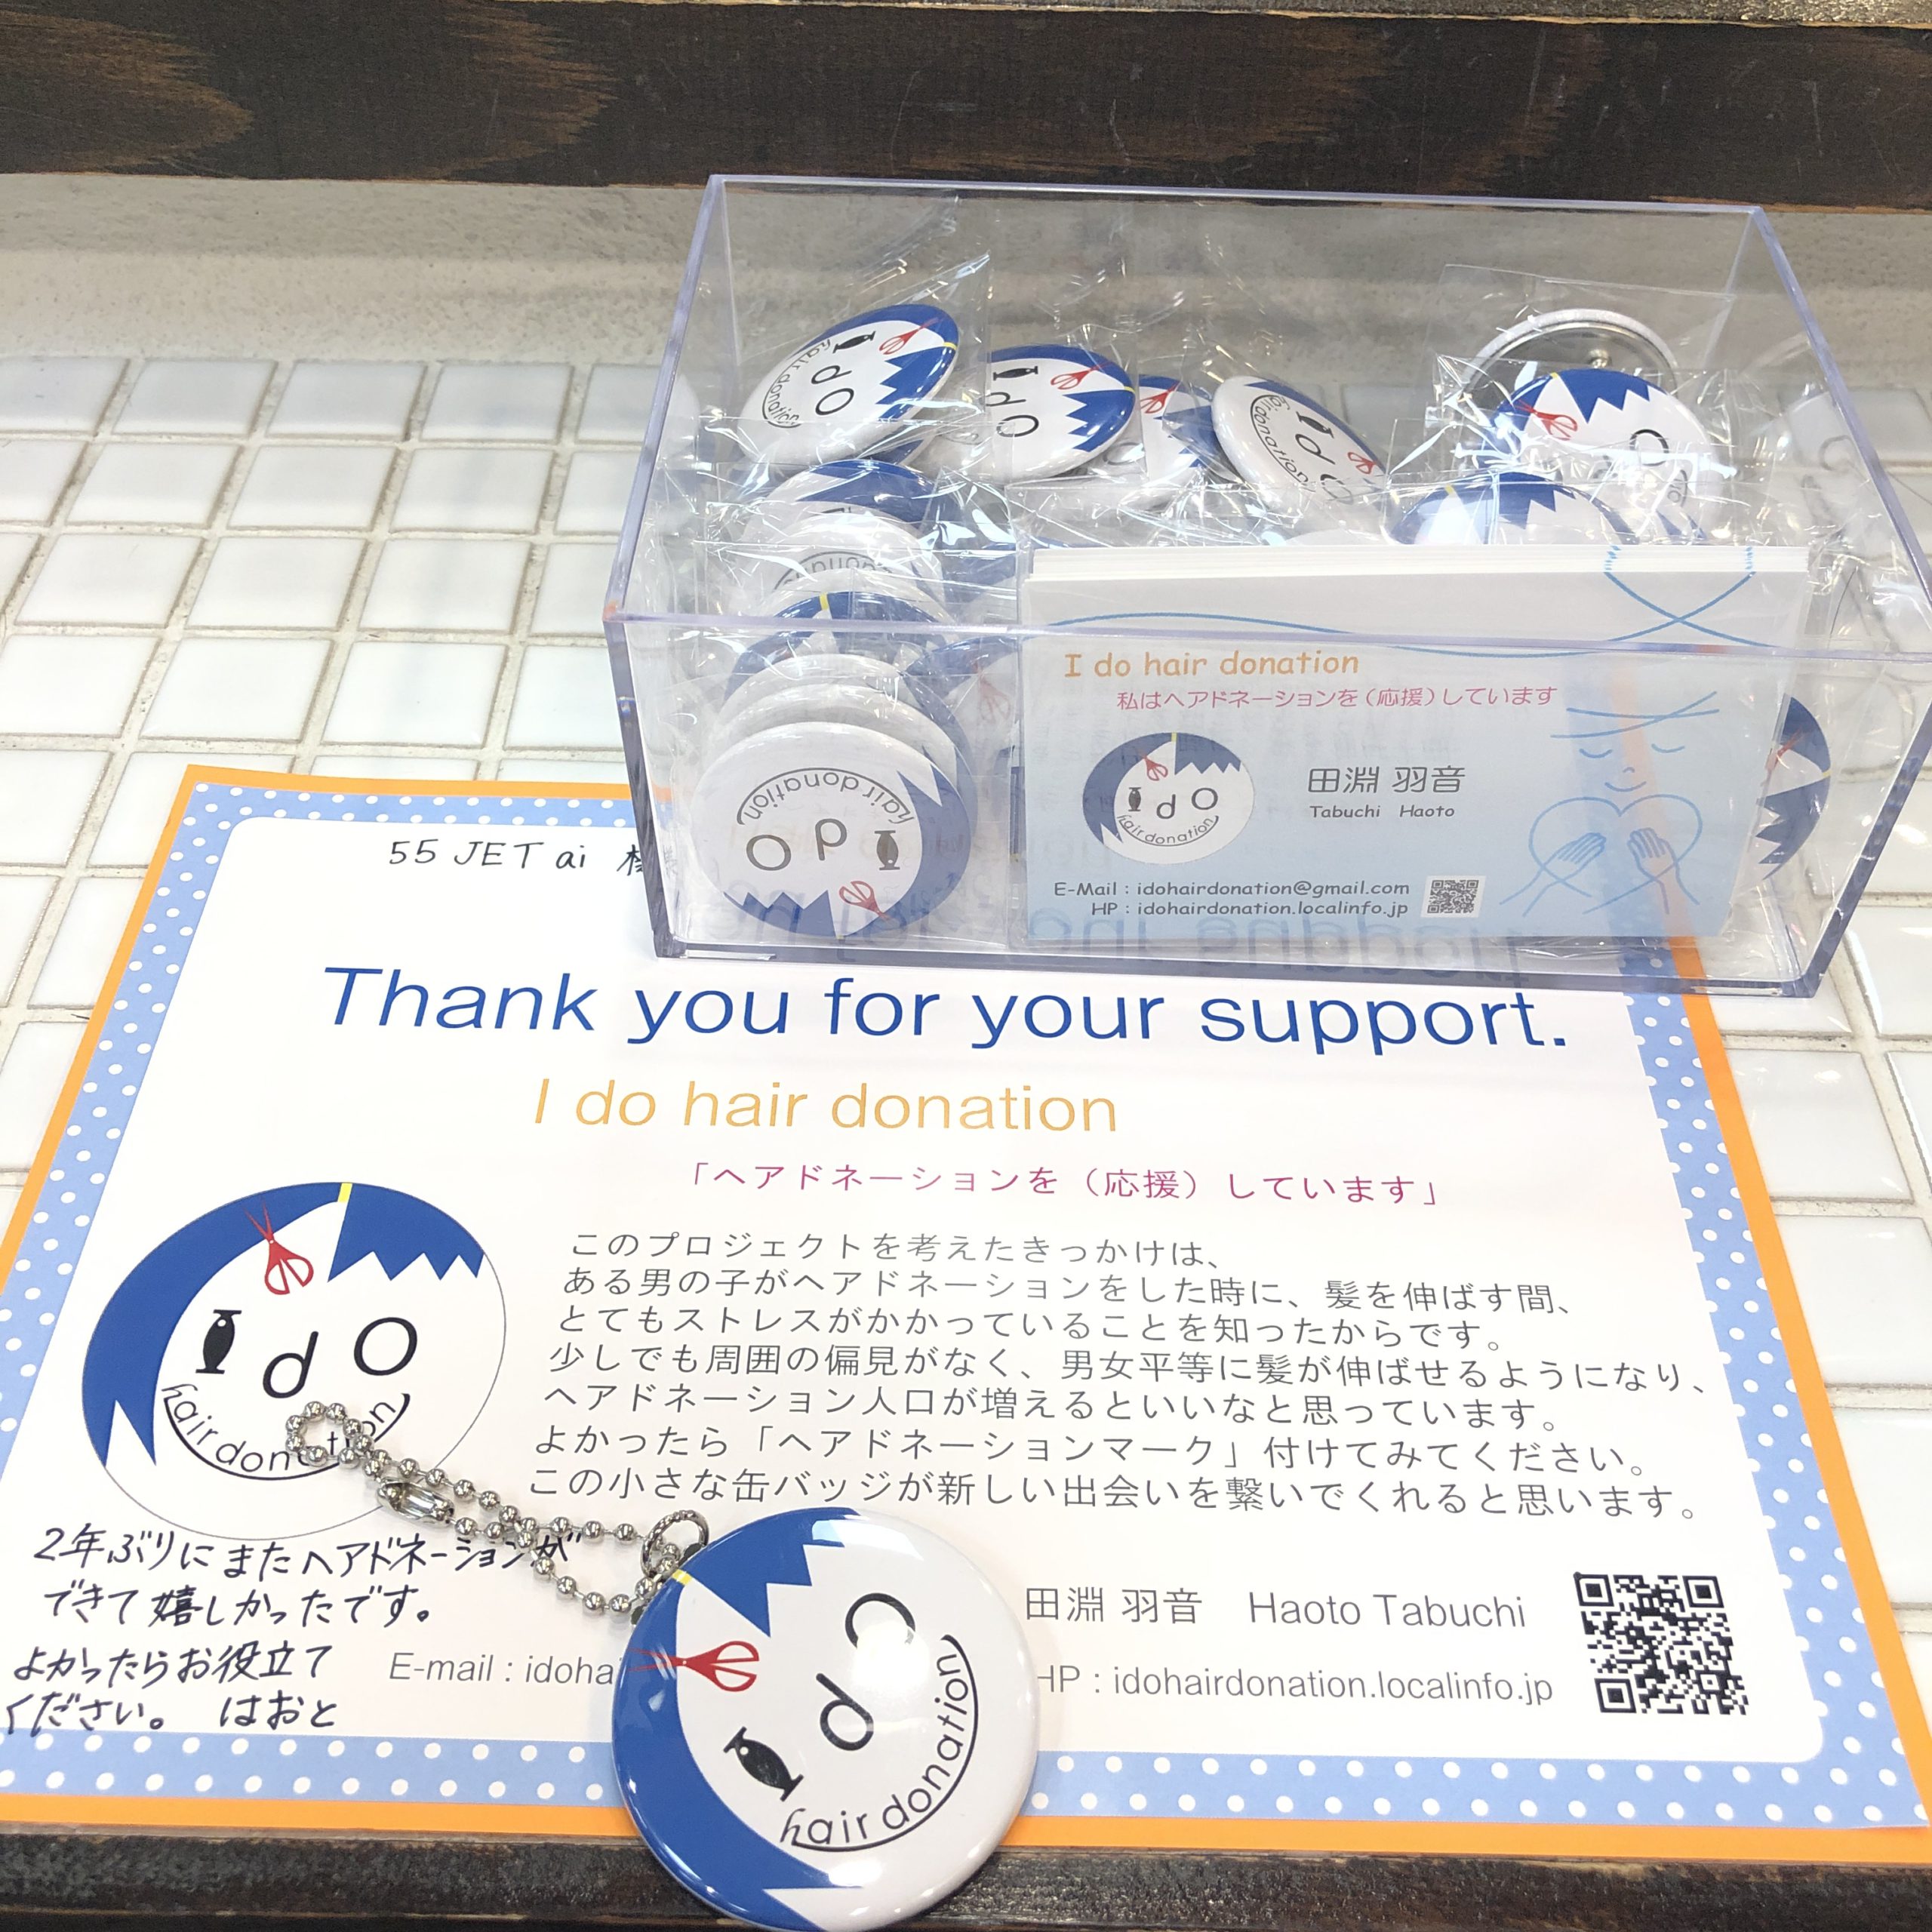 I do hair donation
私はヘアドネーションを（応援）しています
I d O
hair donation
田淵 羽音
Tabuchi Haoto
E-Mail : idohairdonation@gmail.com
HP : idohairdonation.localinfo.jp
55 JET ai
Thank you for your support.
I do hair donation
「ヘアドネーションを（応援）しています」
このプロジェクトを考えたきっかけは、
ある男の子がヘアドネーションをした時に、髪を伸ばす間、
とてもストレスがかかっていることを知ったからです。
少しでも周囲の偏見がなく、男女平等に髪が伸ばせるようになり、
ヘアドネーション人口が増えるといいなと思っています。
よかったら「ヘアドネーションマーク」付けてみてください。
この小さな缶バッジが新しい出会いを繋いでくれると思います。
I d O
hair donation
2年ぶりにまたヘアドネーションが
できて嬉しかったです。
よかったらお役立て
ください。 はおと
田淵 羽音 Haoto Tabuchi
E-mail : idoha
HP : idohairdonation.localinfo.jp
I d O
hair donation